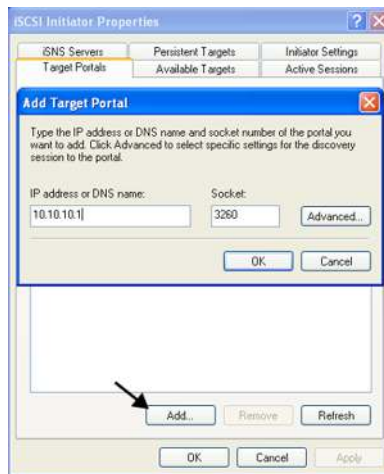 iSCSI Initiator Properties
iSNS Servers Persistent Targets Initiator Settings
Target Portals Available Targets Active Sessions
Add Target Portal
Type the IP address or DNS name and socket number of the portal you
want to add. Click Advanced to select specific settings for the discovery
session to the portal.
IP address or DNS name: Socket:
10.10.10.1 3260 Advanced...
OK Cancel
Add... Remove Refresh
OK Cancel Apply